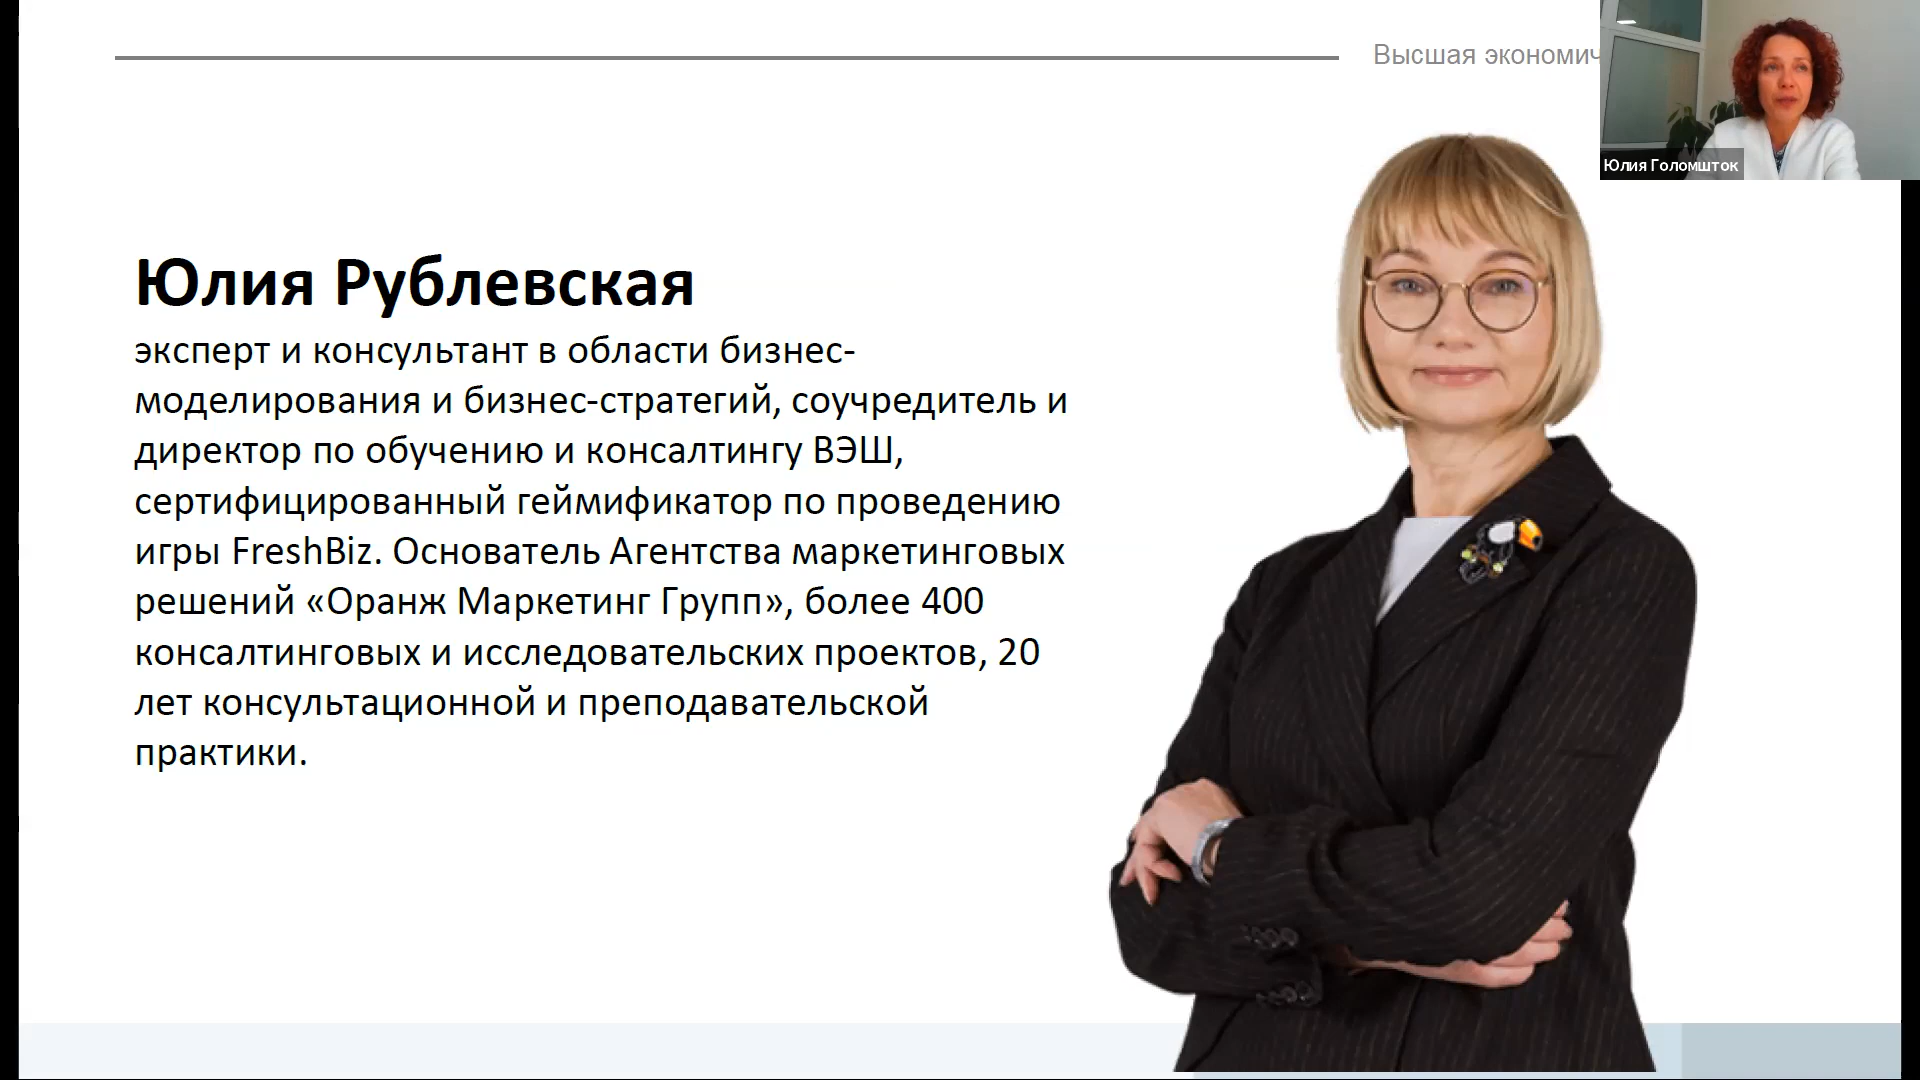 Высшая экономич
Юлия Голомшток
Юлия Рублевская
эксперт и консультант в области бизнес-
моделирования и бизнес-стратегий, соучредитель и
директор по обучению и консалтингу ВЭШ,
сертифицированный геймификатор по проведению
игры FreshBiz. Основатель Агентства маркетинговых
решений «Оранж Маркетинг Групп», более 400
консалтинговых и исследовательских проектов, 20
лет консультационной и преподавательской
практики.